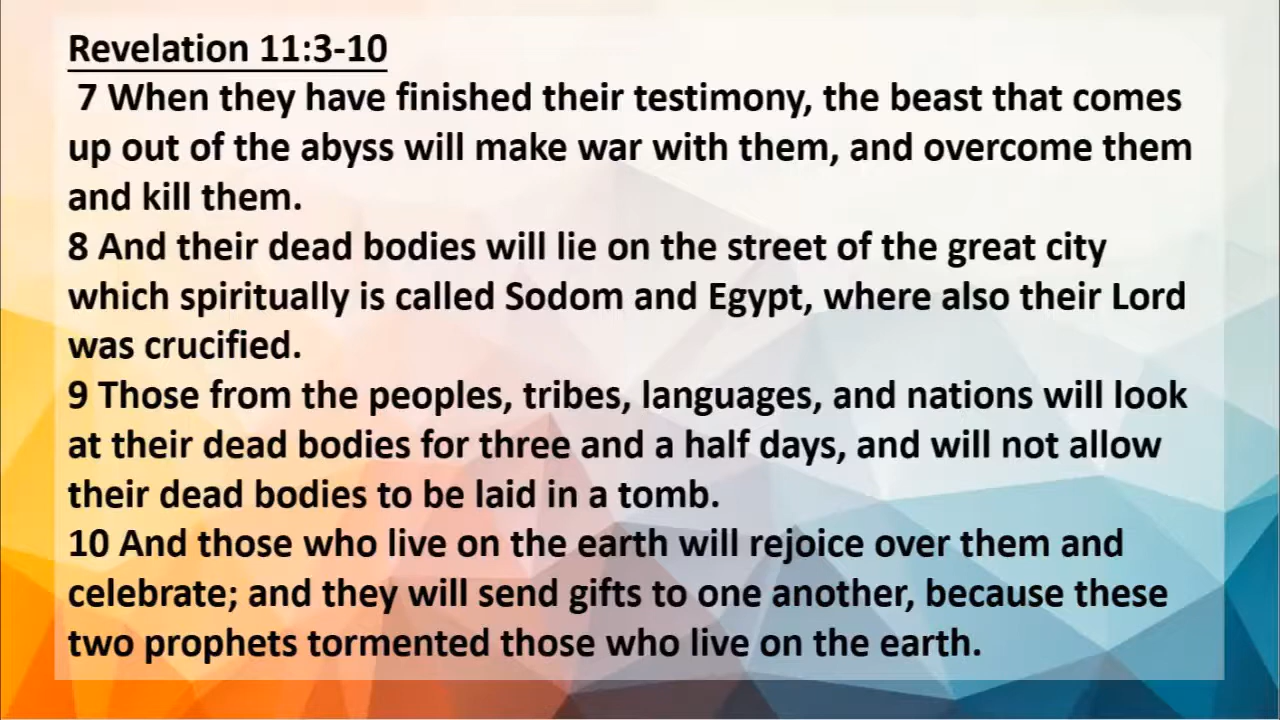 Revelation 11:3-10
7 When they have finished their testimony, the beast that comes
up out of the abyss will make war with them, and overcome them
and kill them.
8 And their dead bodies will lie on the street of the great city
which spiritually is called Sodom and Egypt, where also their Lord
was crucified.
9 Those from the peoples, tribes, languages, and nations will look
at their dead bodies for three and a half days, and will not allow
their dead bodies to be laid in a tomb.
10 And those who live on the earth will rejoice over them and
celebrate; and they will send gifts to one another, because these
two prophets tormented those who live on the earth.